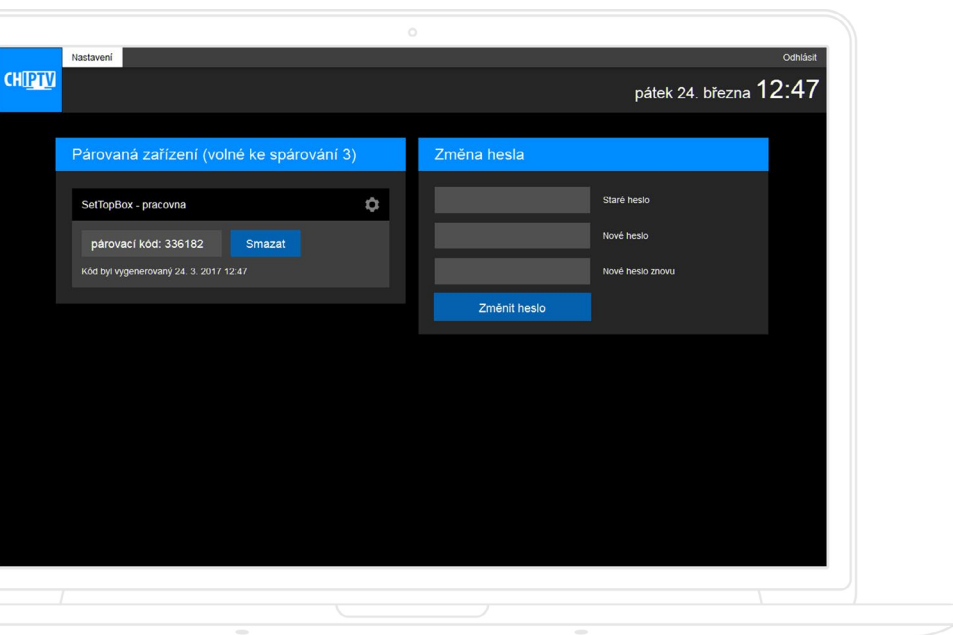 Nastavení
Odhlásit
CHIPTV
pátek 24. března 12:47
Párovaná zařízení (volné ke spárování 3)
SetTopBox - pracovna
párovací kód: 336182
Smazat
Kód byl vygenerovaný 24. 3. 2017 12:47
Změna hesla
Staré heslo
Nové heslo
Nové heslo znovu
Změnit heslo